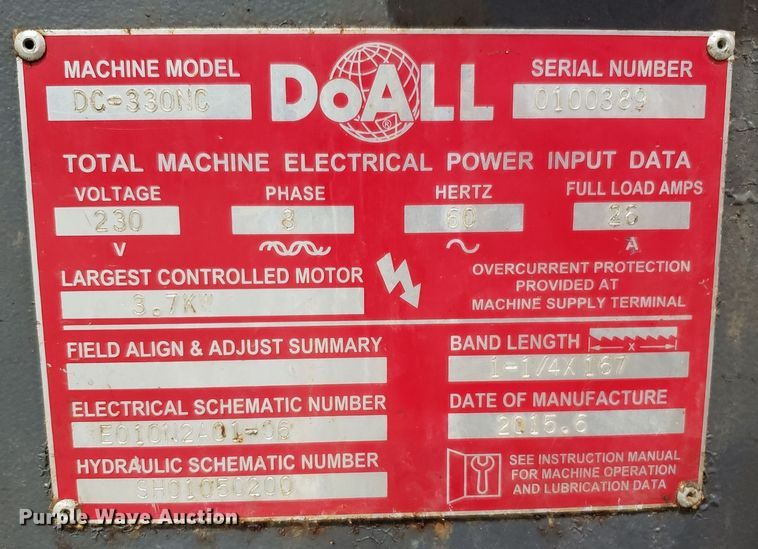 MACHINE MODEL
DC-330NC
DOALL
®
SERIAL NUMBER
0100389
TOTAL MACHINE ELECTRICAL POWER INPUT DATA
VOLTAGE PHASE HERTZ FULL LOAD AMPS
230 3 60 26
V A
LARGEST CONTROLLED MOTOR
3.7KW
OVERCURRENT PROTECTION
PROVIDED AT
MACHINE SUPPLY TERMINAL
FIELD ALIGN & ADJUST SUMMARY
BAND LENGTH
X
1-1/4X167
ELECTRICAL SCHEMATIC NUMBER
E010N2A01-06
DATE OF MANUFACTURE
2015.6
HYDRAULIC SCHEMATIC NUMBER
SH01050200
SEE INSTRUCTION MANUAL
FOR MACHINE OPERATION
AND LUBRICATION DATA
Purple Wave Auction